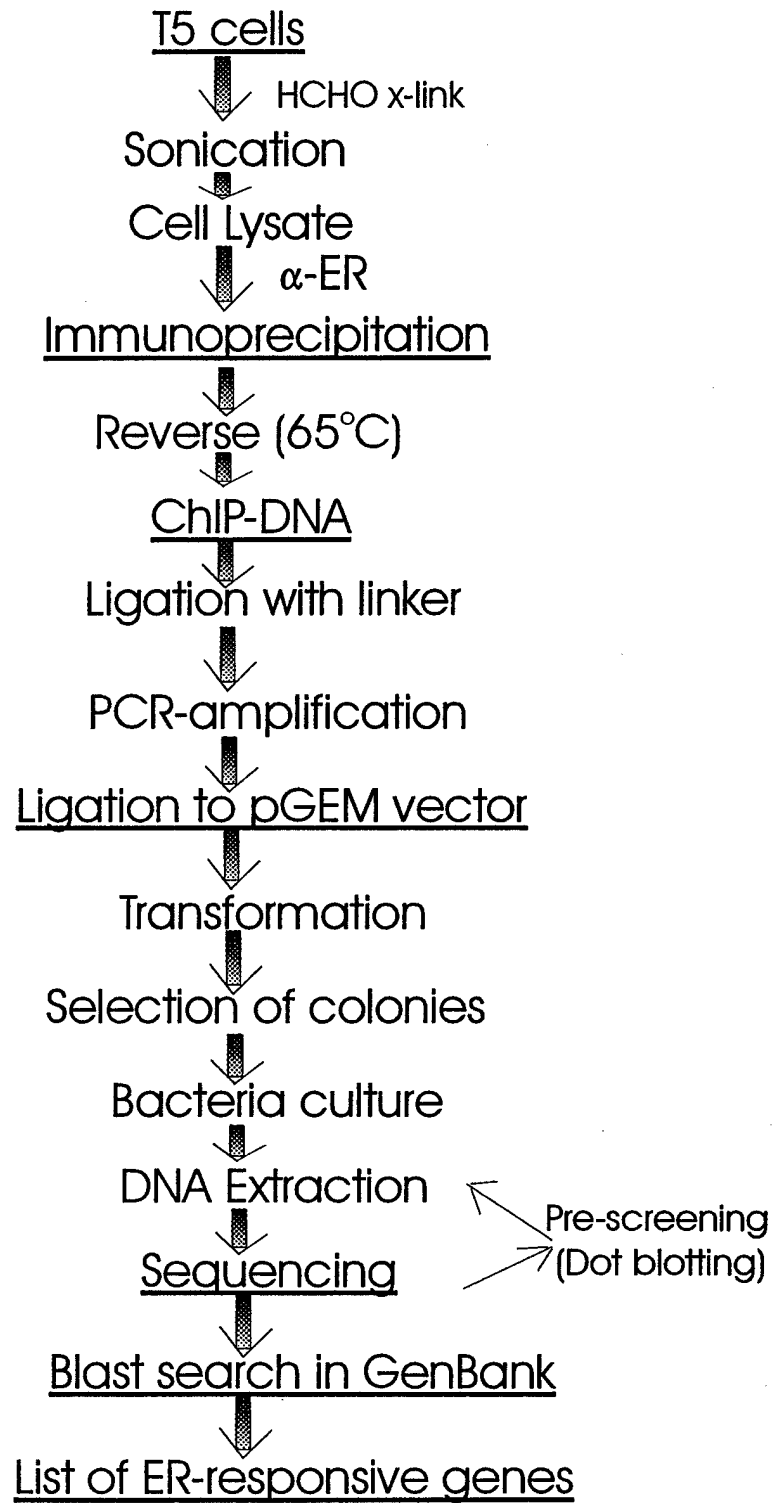 T5 cells
HCHO x-link
Sonication
Cell Lysate
α-ER
Immunoprecipitation
Reverse (65°C)
ChIP-DNA
Ligation with linker
PCR-amplification
Ligation to pGEM vector
Transformation
Selection of colonies
Bacteria culture
DNA Extraction
Pre-screening
(Dot blotting)
Sequencing
Blast search in GenBank
List of ER-responsive genes